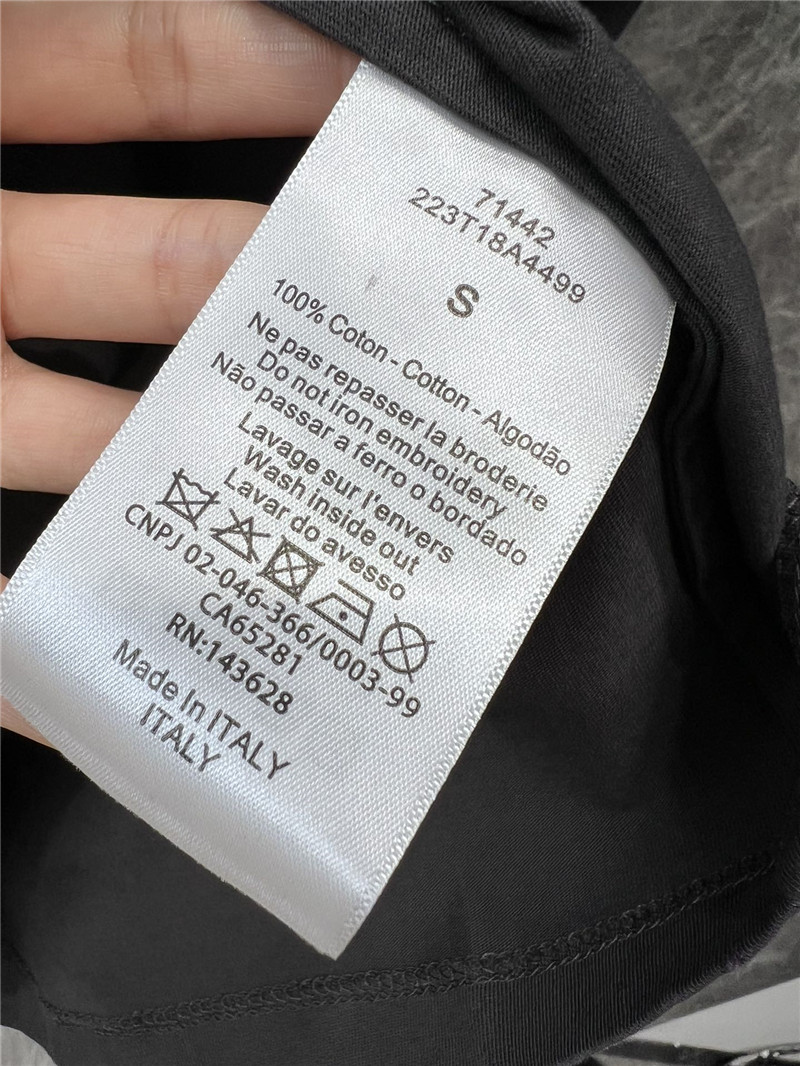 71442
223T18A4499
S
100% Coton - Cotton - Algodão
Ne pas repasser la broderie
Do not iron embroidery
Não passar a ferro o bordado
Lavage sur l'envers
Wash inside out
Lavar do avesso
CNPJ 02-046-366/0003-99
CA65281
RN:143628
Made In ITALY
ITALY